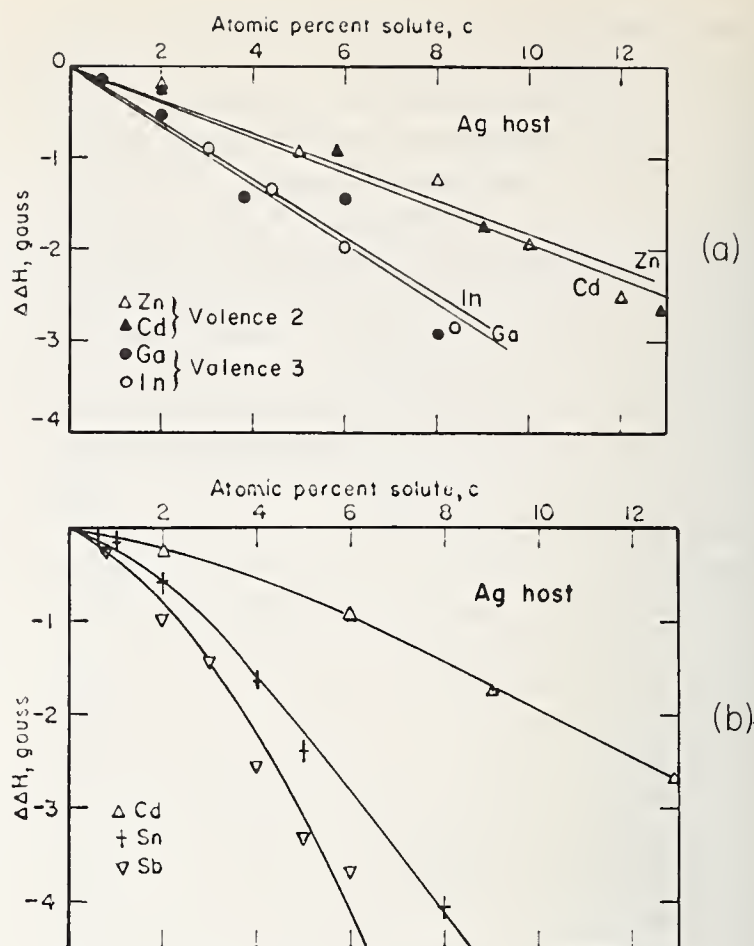 Atomic percent solute, c
2 4 6 8 10 12
0
-1
-2
-3
-4
ΔΔH, gauss
Ag host
Zn
Cd
In
Ga
△ Zn } Valence 2
▲ Cd
● Ga } Valence 3
○ In
(a)
Atomic percent solute, c
2 4 6 8 10 12
-1
-2
-3
-4
ΔΔH, gauss
Ag host
△ Cd
┼ Sn
▽ Sb
(b)